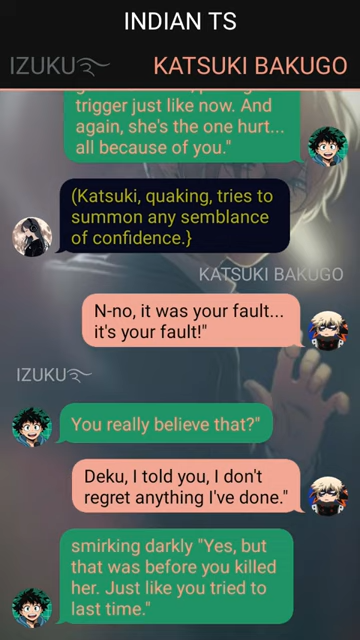 INDIAN TS
IZUKU KATSUKI BAKUGO
trigger just like now. And
again, she's the one hurt...
all because of you."
(Katsuki, quaking, tries to
summon any semblance
of confidence.}
KATSUKI BAKUGO
N-no, it was your fault...
it's your fault!"
IZUKU
You really believe that?"
Deku, I told you, I don't
regret anything I've done."
smirking darkly "Yes, but
that was before you killed
her. Just like you tried to
last time."